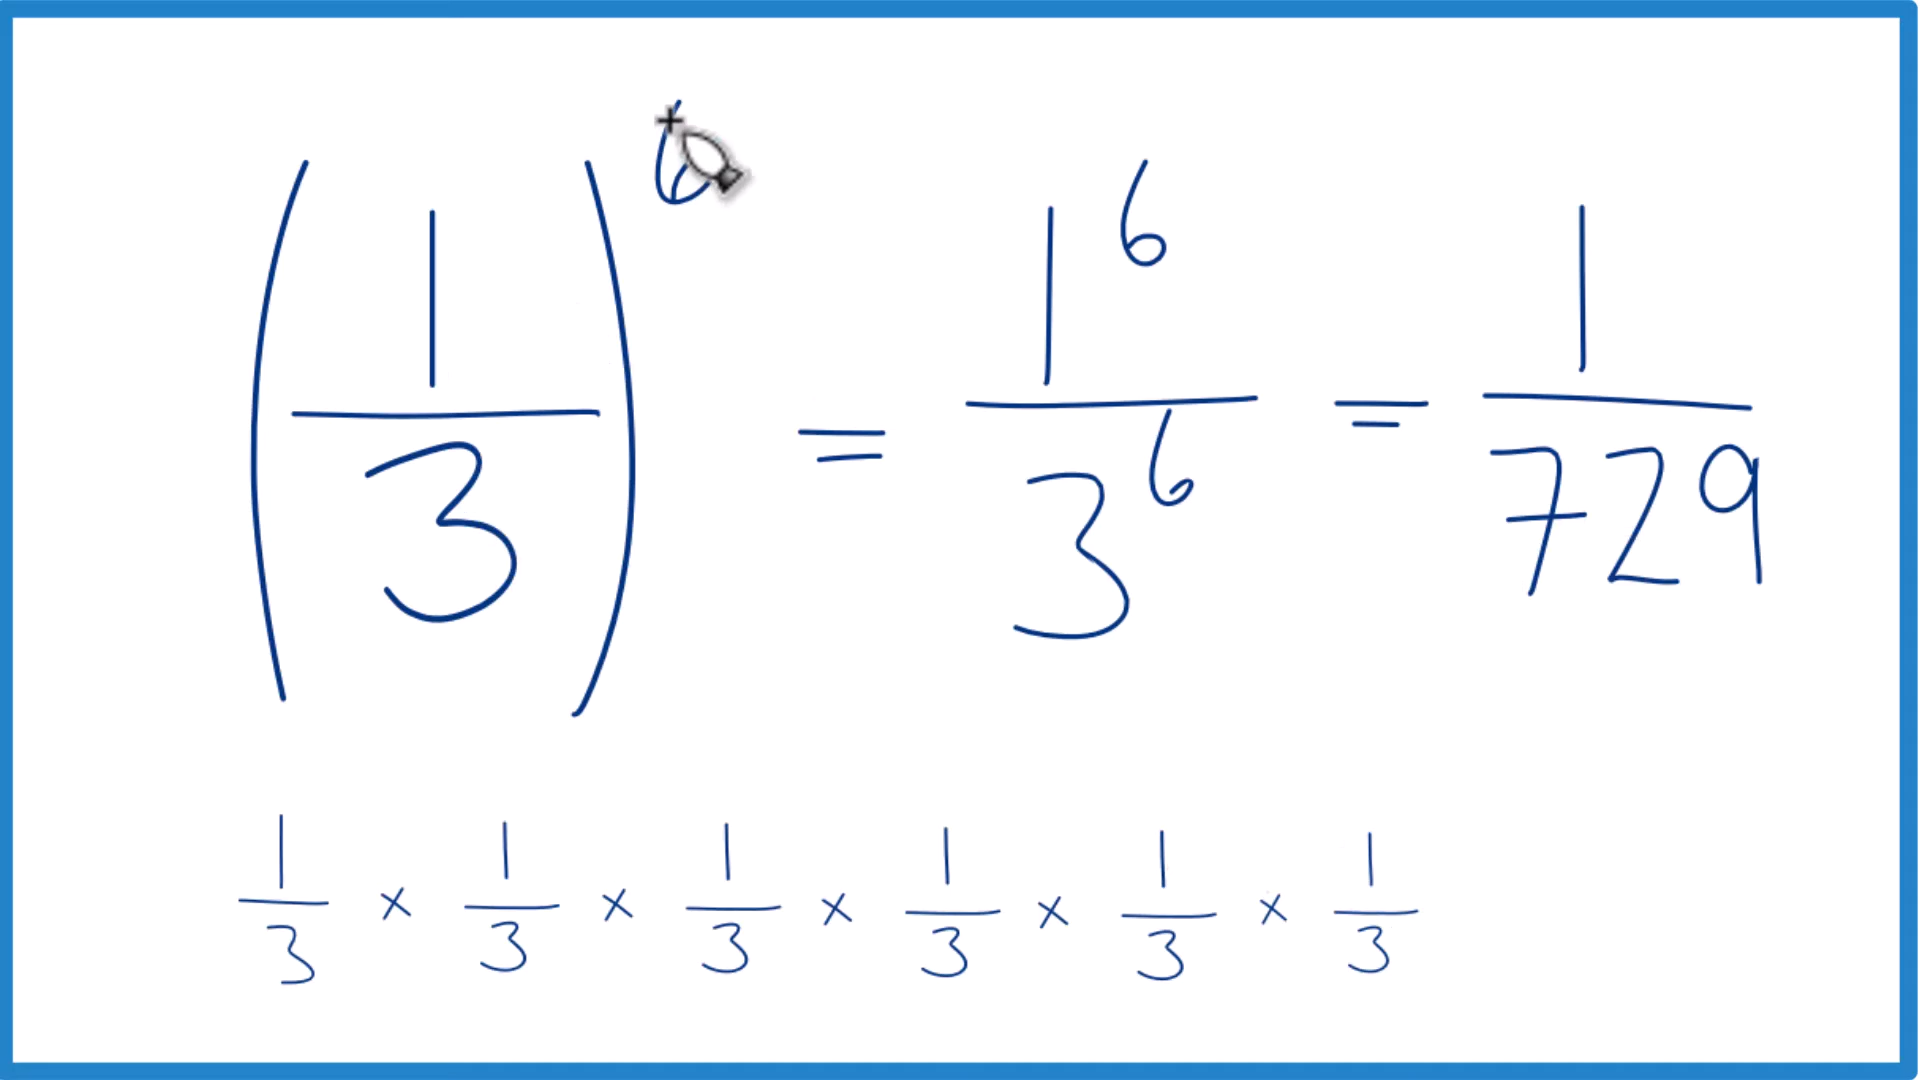 (1/3)^6 = 1^6/3^6 = 1/729
1/3 × 1/3 × 1/3 × 1/3 × 1/3 × 1/3